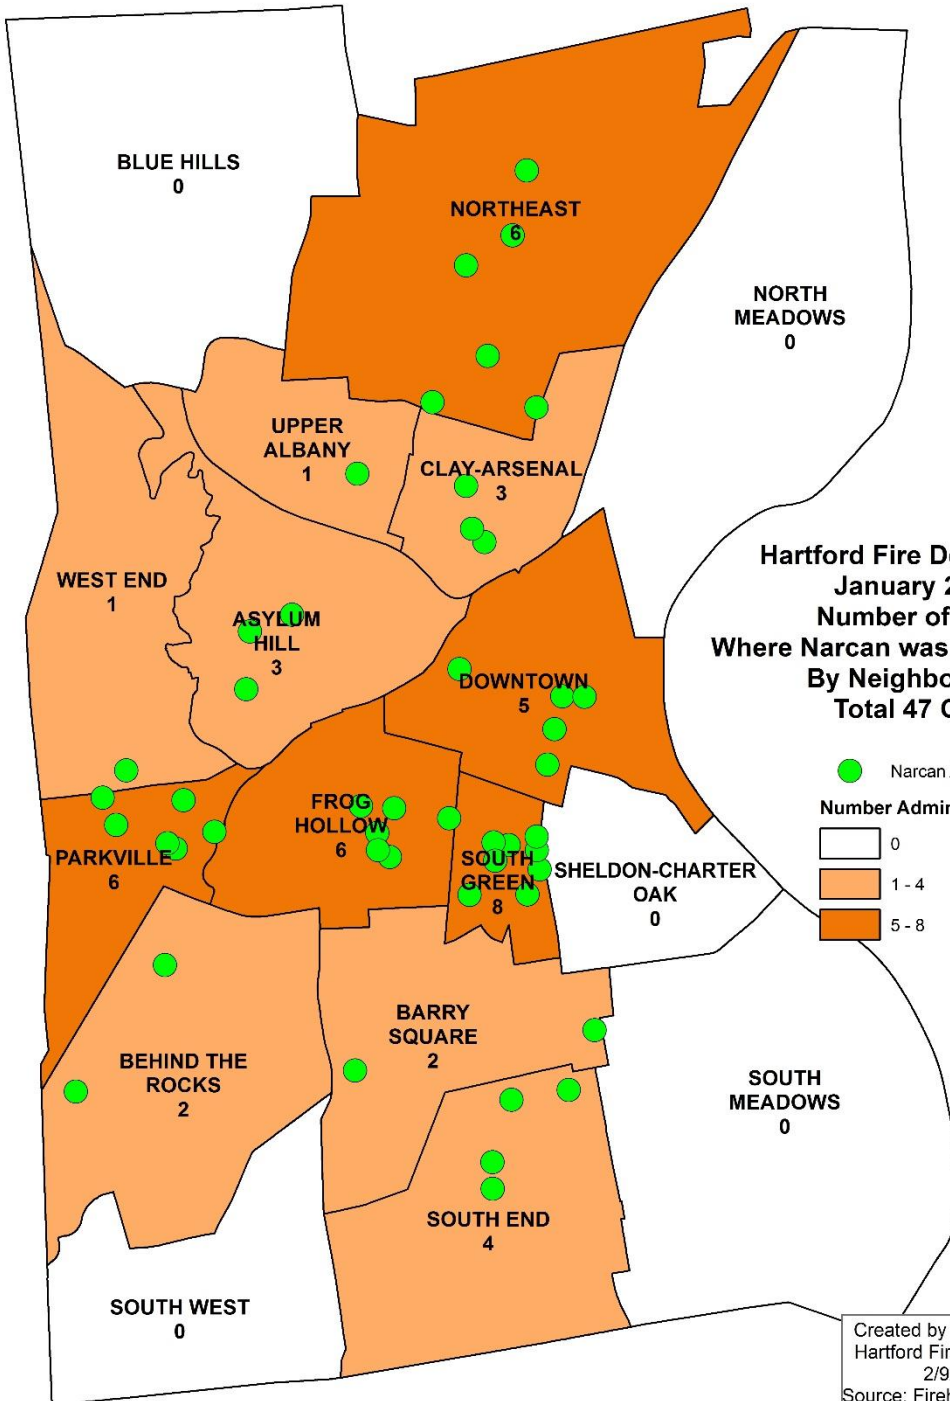 BLUE HILLS
0
NORTHEAST
6
NORTH
MEADOWS
0
UPPER
ALBANY
1
CLAY-ARSENAL
3
WEST END
1
ASYLUM
HILL
3
Hartford Fire D
January 2
Number of
Where Narcan was
By Neighbo
Total 47
DOWNTOWN
5
Narcan
Number Admin
0
1 - 4
5 - 8
FROG
HOLLOW
6
PARKVILLE
6
SOUTH
GREEN
8
SHELDON-CHARTER
OAK
0
BARRY
SQUARE
2
BEHIND THE
ROCKS
2
SOUTH
MEADOWS
0
SOUTH END
4
SOUTH WEST
0
Created by
Hartford Fir
2/9
Source: Fireh